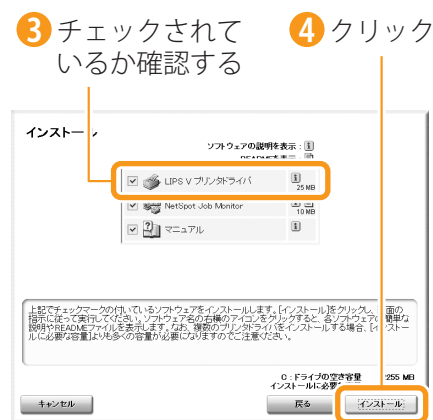 3 チェックされて
いるか確認する
4 クリック
インストール
ソフトウェアの説明を表示:
READMEを表示:
LIPS V プリンタドライバ
25 MB
NetSpot Job Monitor
10 MB
マニュアル
上記でチェックマークの付いているソフトウェアをインストールします。[インストール]をクリックし、 面の
指示に従って実行してください。ソフトウェア名の右横のアイコンをクリックすると、各ソフトウェアの簡単な
説明やREADMEファイルを表示します。なお、複数のプリンタドライバをインストールする場合、[インストー
ルに必要な容量]よりも多くの容量が必要になりますのでご注意ください。
C:ドライブの空き容量 255 MB
インストールに必要
キャンセル
戻る
インストール